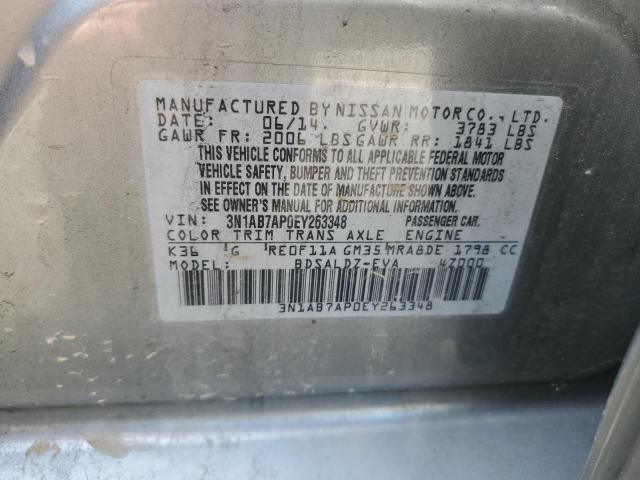 MANUFACTURED BY NISSAN MOTOR CO., LTD.
DATE: 06/14. GVWR: 3783 LBS
GAWR FR: 2006 LBS GAWR RR: 1841 LBS
THIS VEHICLE CONFORMS TO ALL APPLICABLE FEDERAL MOTOR
VEHICLE SAFETY, BUMPER AND THEFT PREVENTION STANDARDS
IN EFFECT ON THE DATE OF MANUFACTURE SHOWN ABOVE.
SEE OWNER'S MANUAL FOR ADDITIONAL INFORMATION
VIN: 3N1AB7AP0EY263348 PASSENGER CAR.
COLOR TRIM TRANS AXLE ENGINE
K36 G RE0F11A GM35 MRA8DE 1798 CC
MODEL: BDSALDZ-EVA 4Z000
3N1AB7AP0EY263348